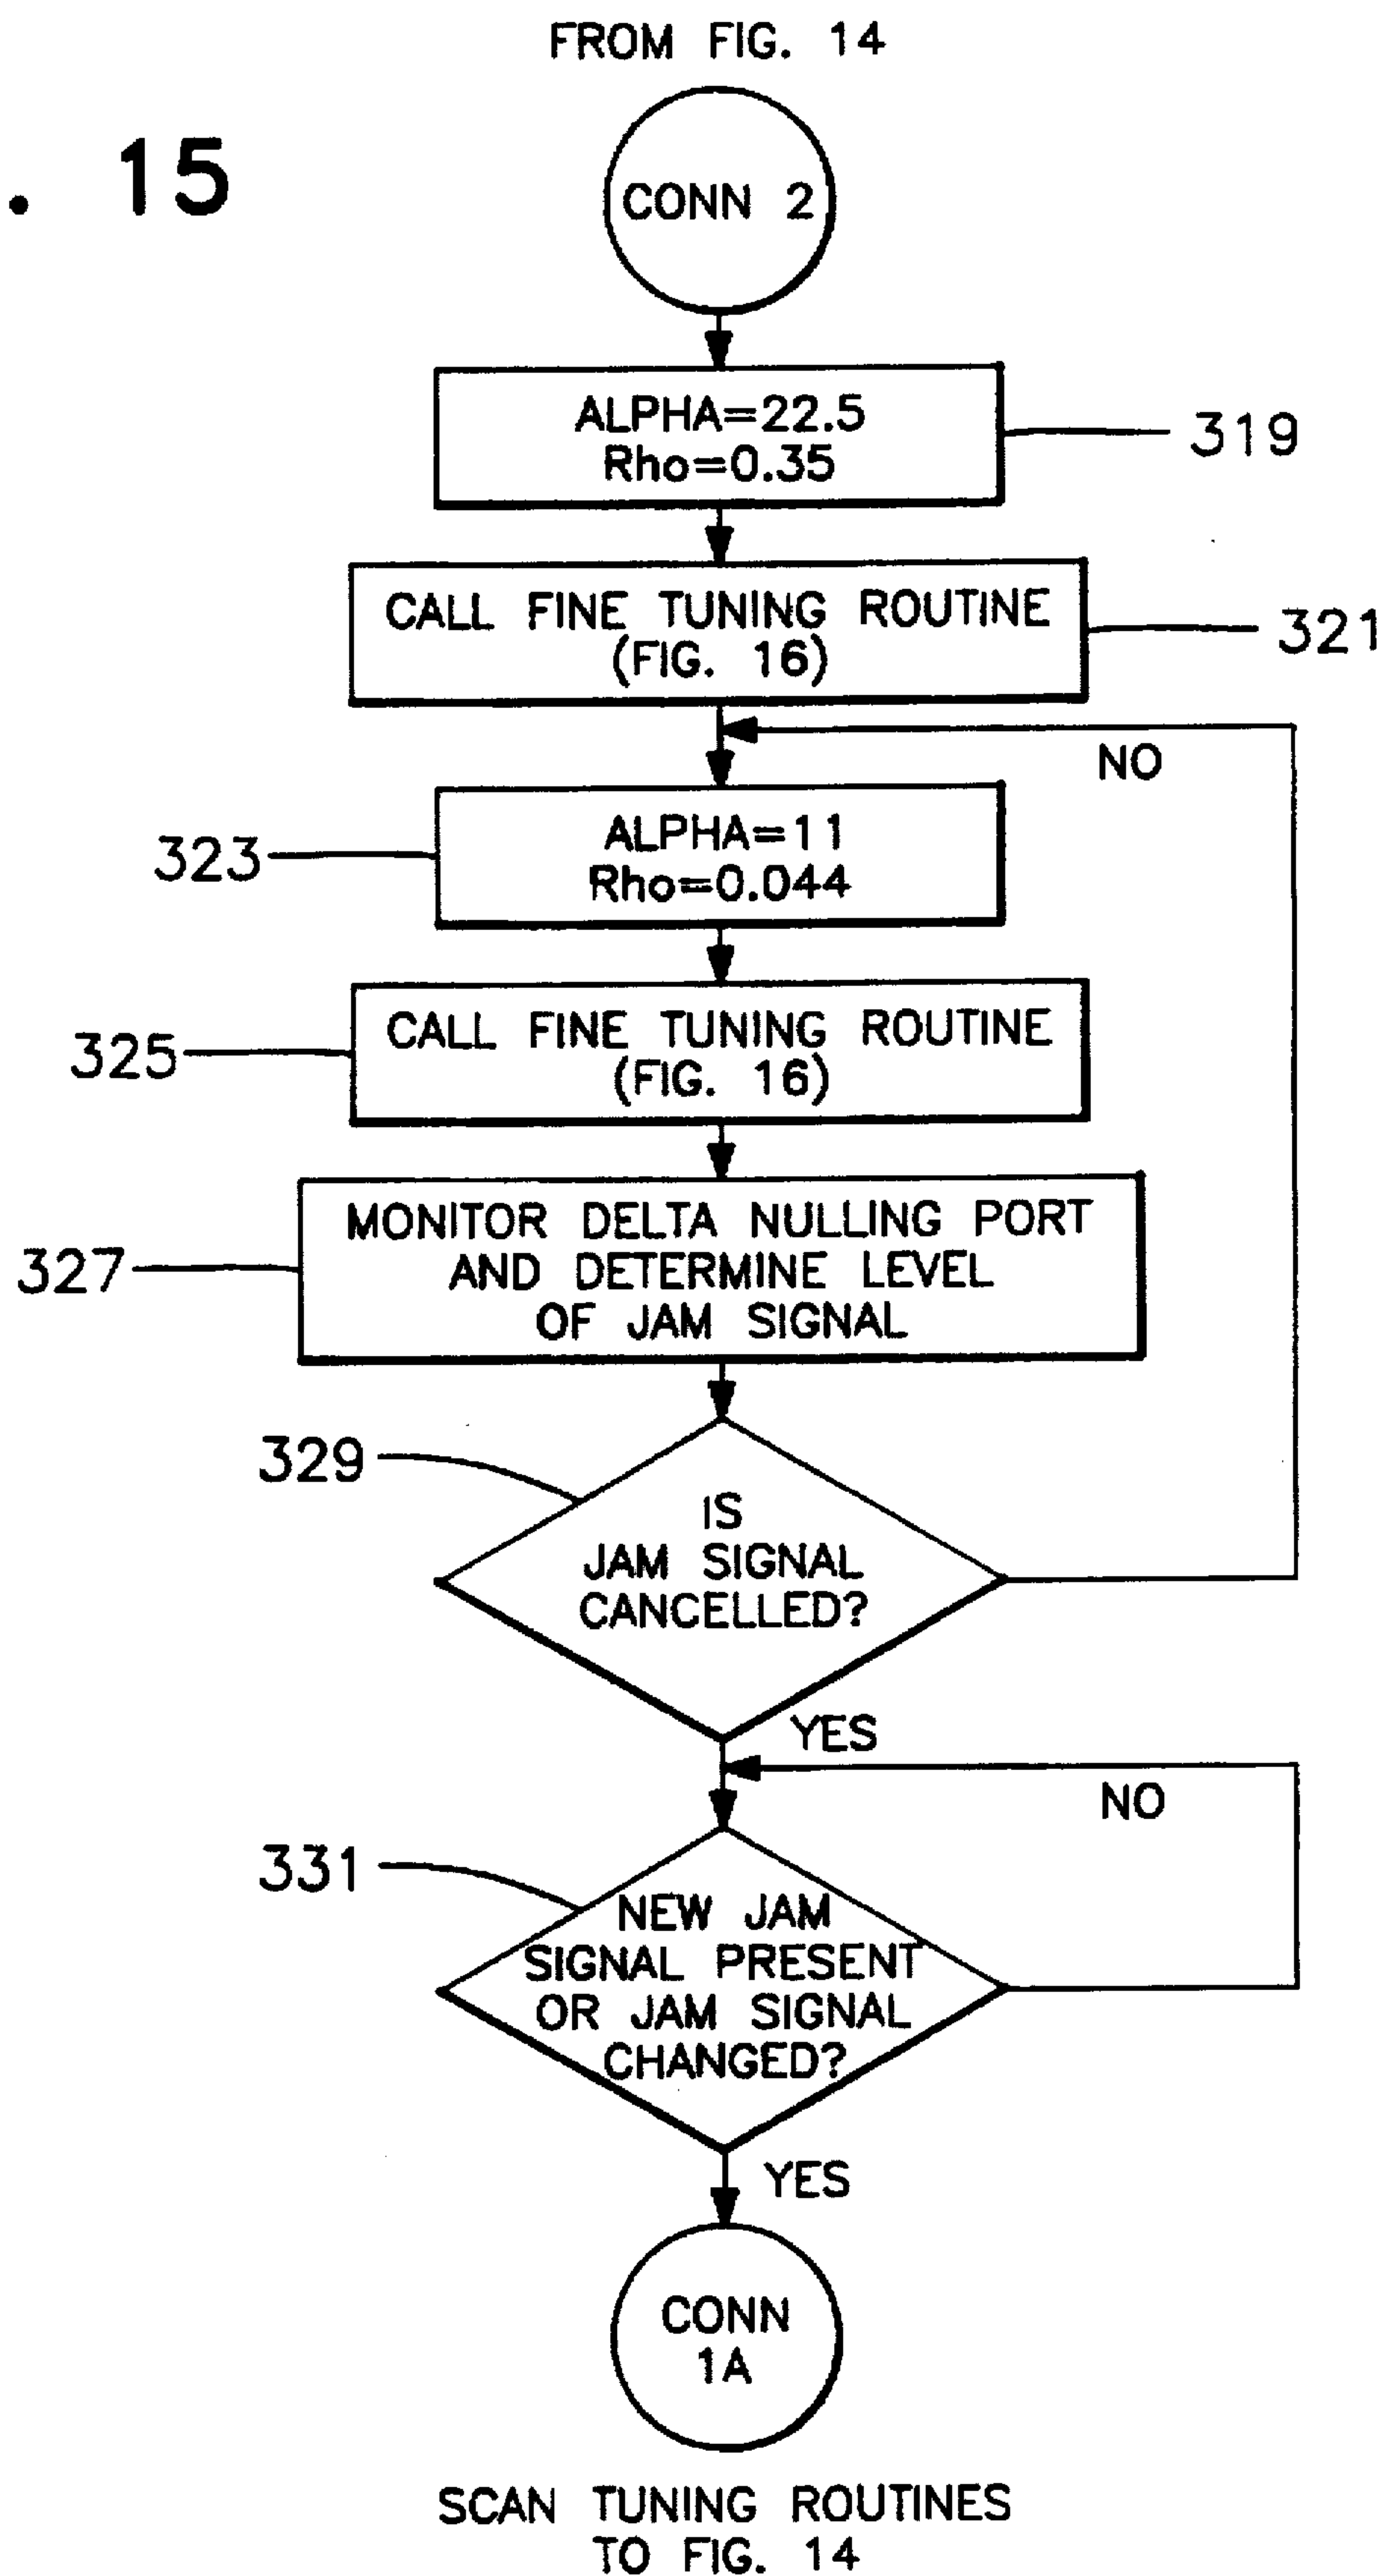 FROM FIG. 14
. 15
CONN 2
ALPHA=22.5
Rho=0.35
319
CALL FINE TUNING ROUTINE
(FIG. 16)
321
NO
323
ALPHA=11
Rho=0.044
325
CALL FINE TUNING ROUTINE
(FIG. 16)
327
MONITOR DELTA NULLING PORT
AND DETERMINE LEVEL
OF JAM SIGNAL
329
IS
JAM SIGNAL
CANCELLED?
YES
NO
331
NEW JAM
SIGNAL PRESENT
OR JAM SIGNAL
CHANGED?
YES
CONN
1A
SCAN TUNING ROUTINES
TO FIG. 14